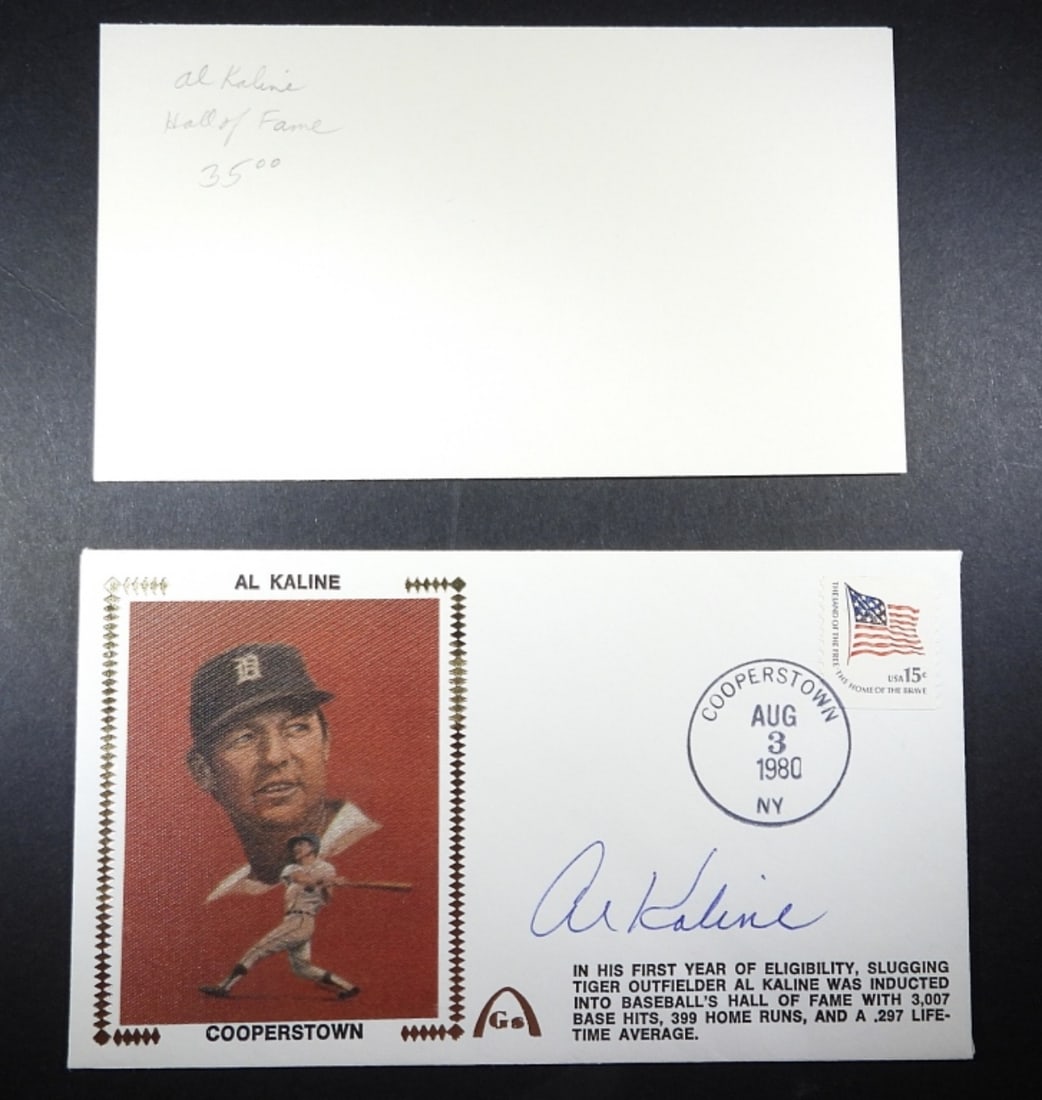 Al Kaline
Hall of Fame
35⁰⁰
AL KALINE
D
COOPERSTOWN
THE LAND OF THE FREE, THE HOME OF THE BRAVE
USA 15c
COOPERSTOWN
AUG
3
1980
NY
Al Kaline
Gs
IN HIS FIRST YEAR OF ELIGIBILITY, SLUGGING
TIGER OUTFIELDER AL KALINE WAS INDUCTED
INTO BASEBALL'S HALL OF FAME WITH 3,007
BASE HITS, 399 HOME RUNS, AND A .297 LIFE-
TIME AVERAGE.